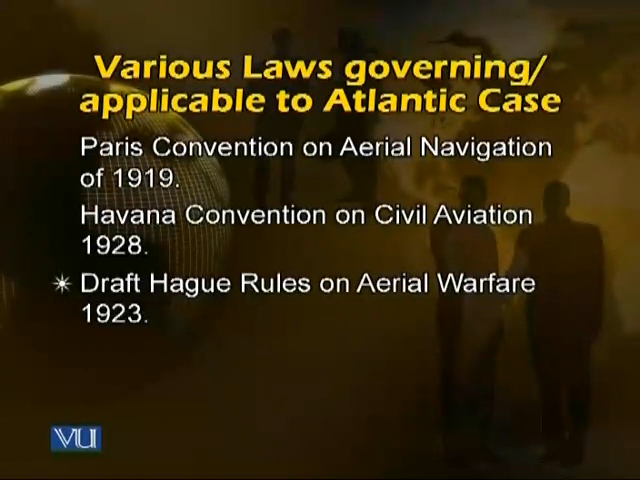 Various Laws governing/
applicable to Atlantic Case
Paris Convention on Aerial Navigation
of 1919.
Havana Convention on Civil Aviation
1928.
Draft Hague Rules on Aerial Warfare
1923.
VU